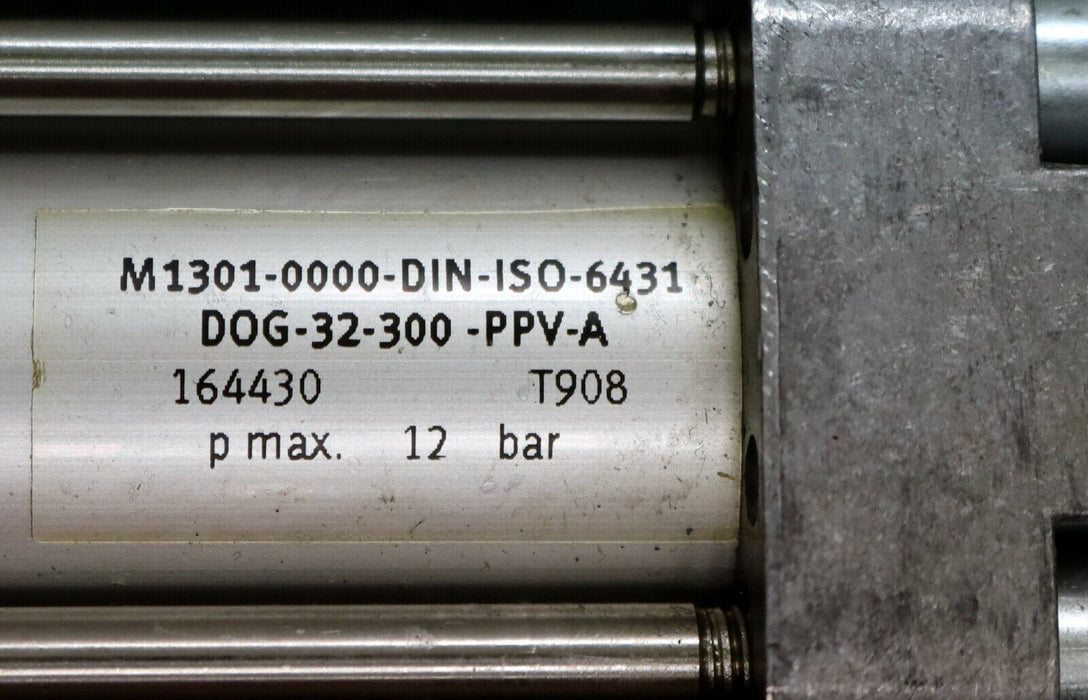 M1301-0000-DIN-ISO-6431
DOG-32-300 -PPV-A
164430 T908
p max. 12 bar